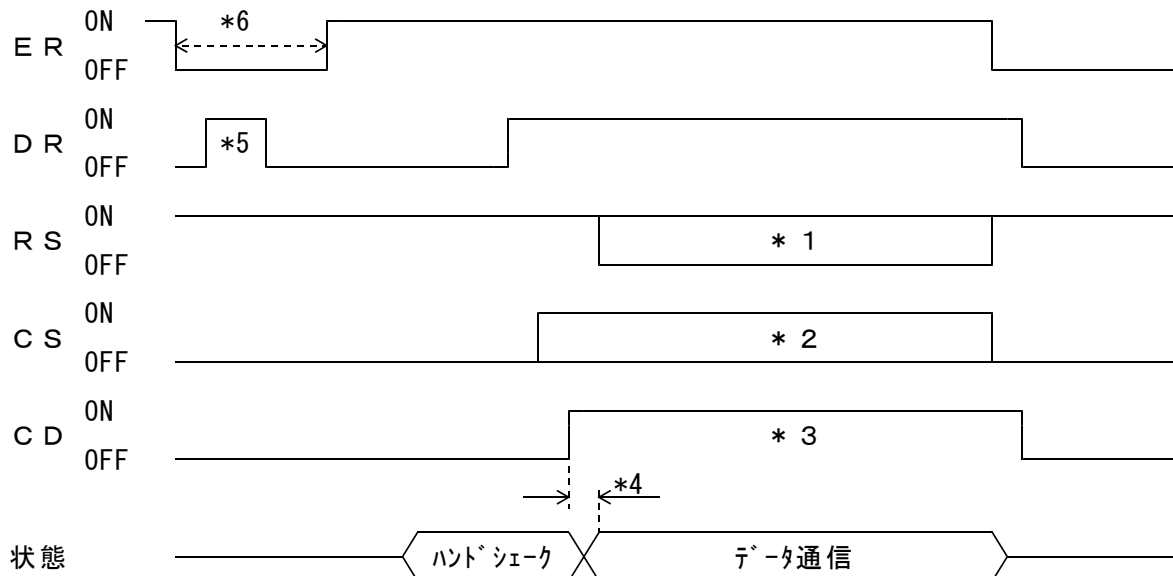 ON
*6
ＥＲ
OFF
ON
*5
ＤＲ
OFF
ON
ＲＳ
＊１
OFF
ON
ＣＳ
＊２
OFF
ON
ＣＤ
＊３
OFF
*4
状態
ﾊﾝﾄﾞｼｪｰｸ
ﾃﾞｰﾀ通信